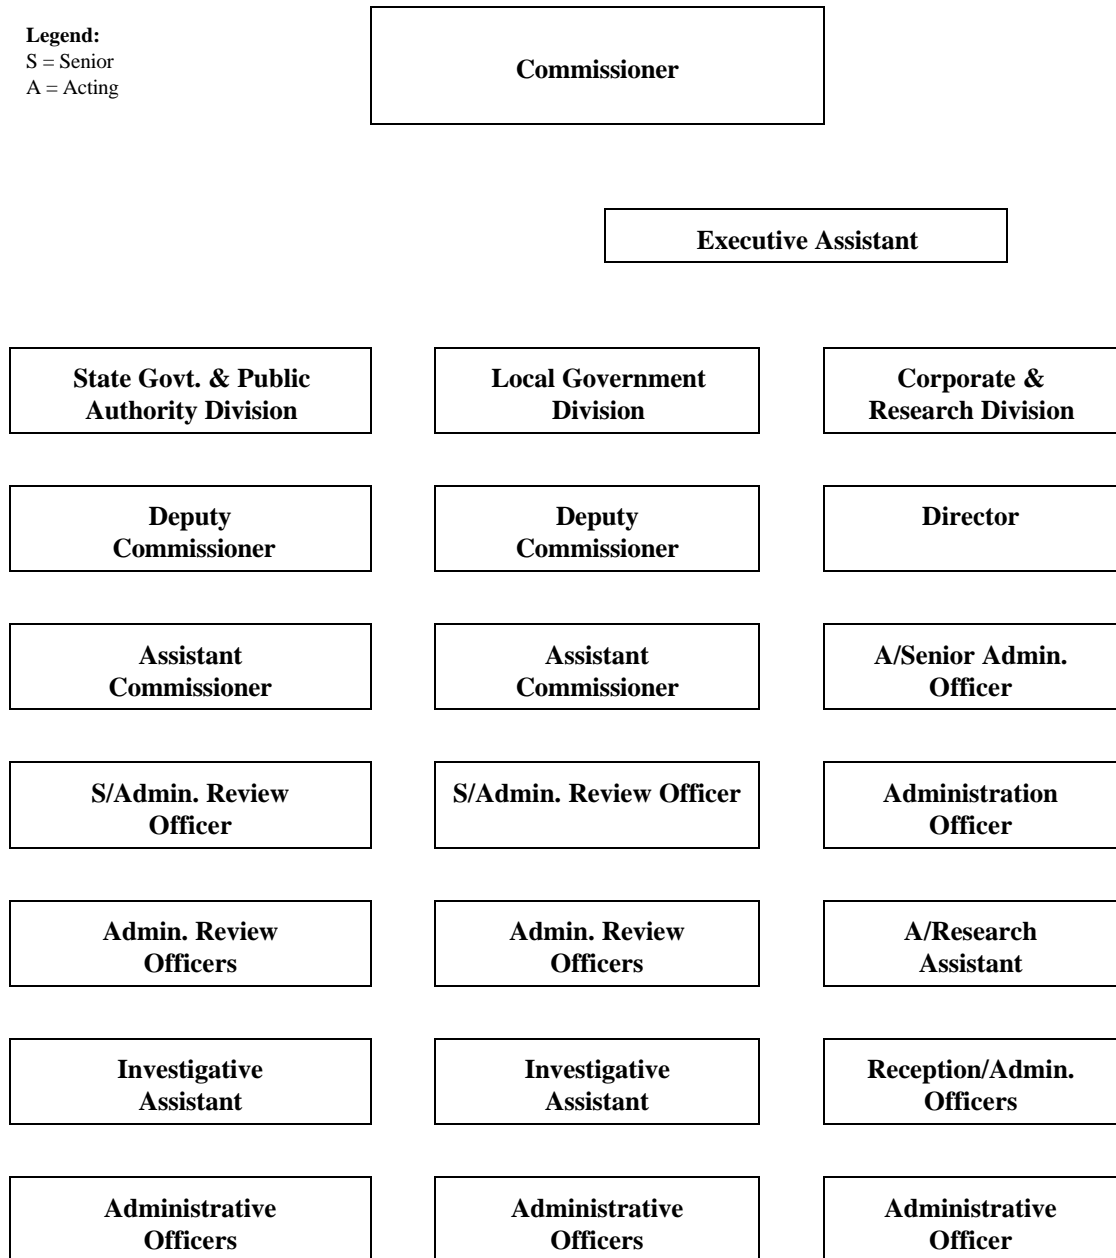 Legend:
S = Senior
A = Acting
Commissioner
Executive Assistant
State Govt. & Public
Authority Division
Local Government
Division
Corporate &
Research Division
Deputy
Commissioner
Deputy
Commissioner
Director
Assistant
Commissioner
Assistant
Commissioner
A/Senior Admin.
Officer
S/Admin. Review
Officer
S/Admin. Review Officer
Administration
Officer
Admin. Review
Officers
Admin. Review
Officers
A/Research
Assistant
Investigative
Assistant
Investigative
Assistant
Reception/Admin.
Officers
Administrative
Officers
Administrative
Officers
Administrative
Officer